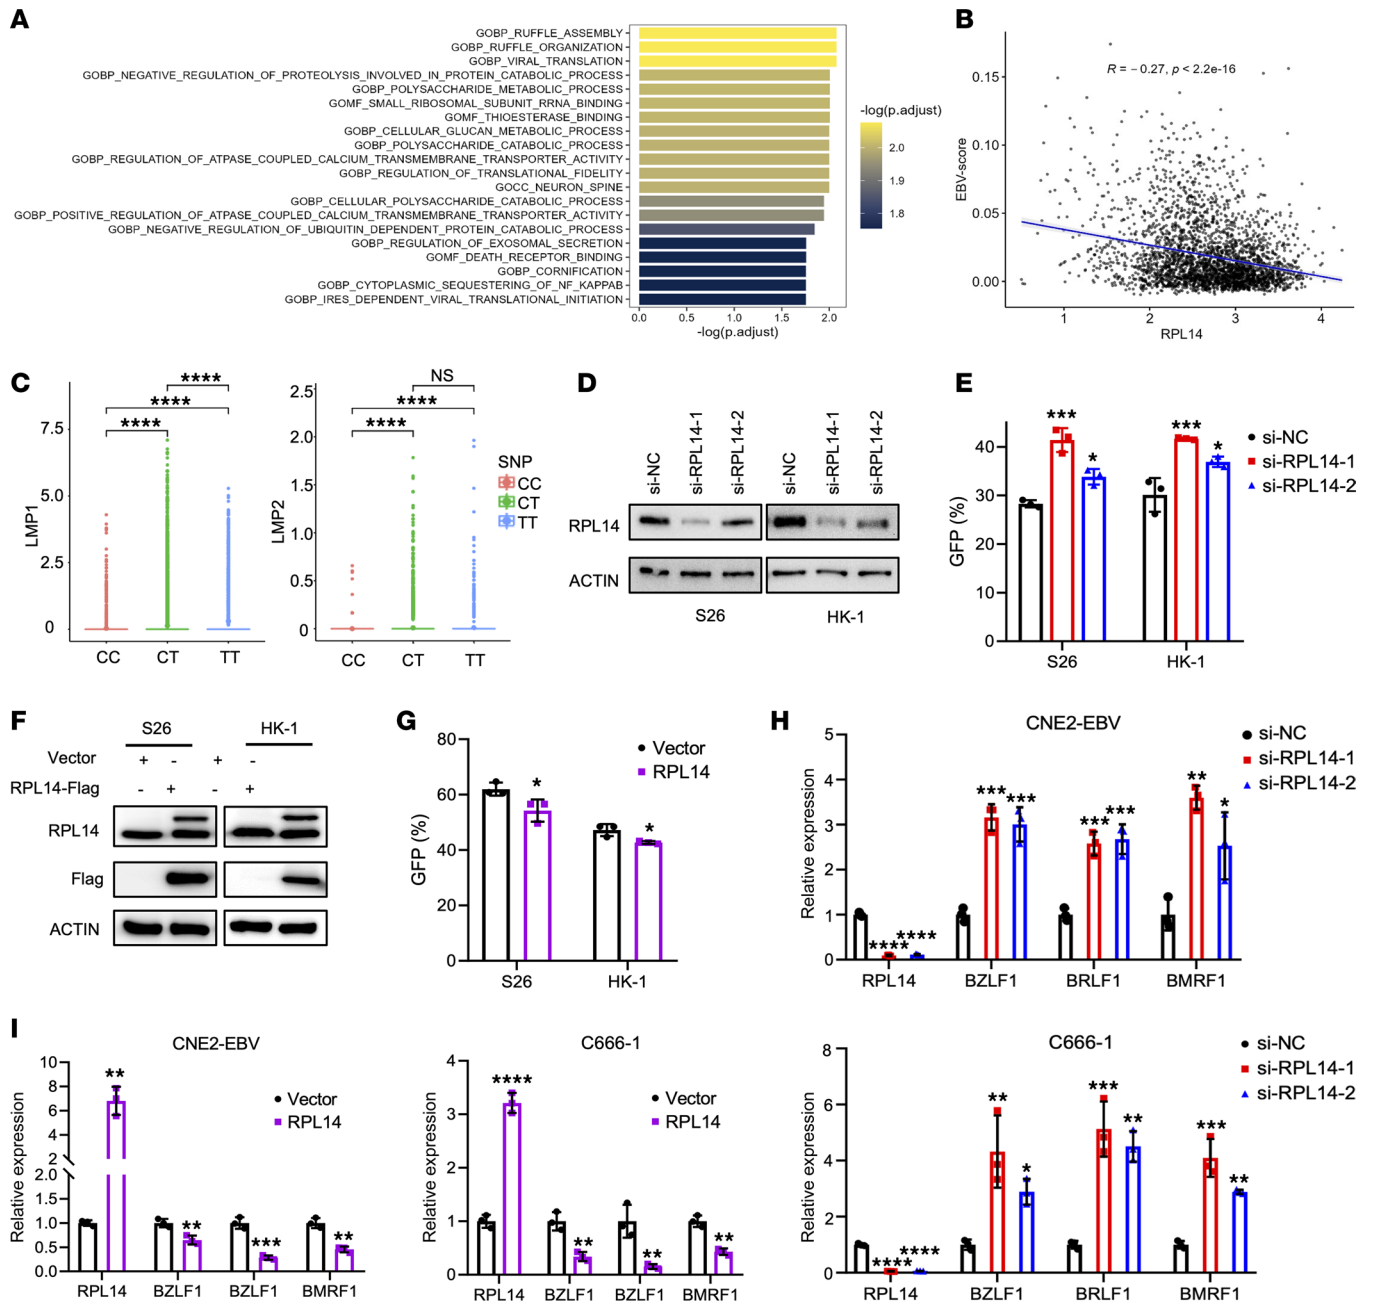 A
GOBP_RUFFLE_ASSEMBLY
GOBP_RUFFLE_ORGANIZATION
GOBP_VIRAL_TRANSLATION
GOBP_NEGATIVE_REGULATION_OF_PROTEOLYSIS_INVOLVED_IN_PROTEIN_CATABOLIC_PROCESS
GOBP_POLYSACCHARIDE_METABOLIC_PROCESS
GOMF_SMALL_RIBOSOMAL_SUBUNIT_RRNA_BINDING
GOMF_THIOESTERASE_BINDING
GOBP_CELLULAR_GLUCAN_METABOLIC_PROCESS
GOBP_POLYSACCHARIDE_CATABOLIC_PROCESS
GOBP_REGULATION_OF_ATPASE_COUPLED_CALCIUM_TRANSMEMBRANE_TRANSPORTER_ACTIVITY
GOBP_REGULATION_OF_TRANSLATIONAL_FIDELITY
GOCC_NEURON_SPINE
GOBP_CELLULAR_POLYSACCHARIDE_CATABOLIC_PROCESS
GOBP_POSITIVE_REGULATION_OF_ATPASE_COUPLED_CALCIUM_TRANSMEMBRANE_TRANSPORTER_ACTIVITY
GOBP_NEGATIVE_REGULATION_OF_UBIQUITIN_DEPENDENT_PROTEIN_CATABOLIC_PROCESS
GOBP_REGULATION_OF_EXOSOMAL_SECRETION
GOMF_DEATH_RECEPTOR_BINDING
GOBP_CORNIFICATION
GOBP_CYTOPLASMIC_SEQUESTERING_OF_NF_KAPPAB
GOBP_IRES_DEPENDENT_VIRAL_TRANSLATIONAL_INITIATION
0.0 0.5 1.0 1.5 2.0
-log(p.adjust)
-log(p.adjust)
2.0
1.9
1.8
B
R = −0.27, p < 2.2e-16
EBV-score
0.15
0.10
0.05
0.00
1 2 3 4
RPL14
C
LMP1
7.5
5.0
2.5
0
**** 
****
****
CC CT TT
LMP2
2.5
2.0
1.5
1.0
0.5
0
NS
****
****
CC CT TT
SNP
CC
CT
TT
D
si-NC si-RPL14-1 si-RPL14-2 si-NC si-RPL14-1 si-RPL14-2
RPL14
ACTIN
S26 HK-1
E
GFP (%)
40
30
20
10
0
*** * *** *
S26 HK-1
si-NC
si-RPL14-1
si-RPL14-2
F
S26 HK-1
Vector + - + -
RPL14-Flag - + - +
RPL14
Flag
ACTIN
G
GFP (%)
80
60
40
20
0
* *
S26 HK-1
Vector
RPL14
H
CNE2-EBV
Relative expression
5
4
3
2
1
0
**** **** *** *** *** *** ** *
RPL14 BZLF1 BRLF1 BMRF1
si-NC
si-RPL14-1
si-RPL14-2
I
CNE2-EBV
Relative expression
10
8
6
4
2
2.0
1.5
1.0
0.5
0.0
** ** *** **
RPL14 BZLF1 BZLF1 BMRF1
Vector
RPL14
C666-1
Relative expression
4
3
2
1
0
**** ** ** **
RPL14 BZLF1 BZLF1 BMRF1
Vector
RPL14
C666-1
Relative expression
8
6
4
2
0
**** **** ** * *** ** *** **
RPL14 BZLF1 BRLF1 BMRF1
si-NC
si-RPL14-1
si-RPL14-2